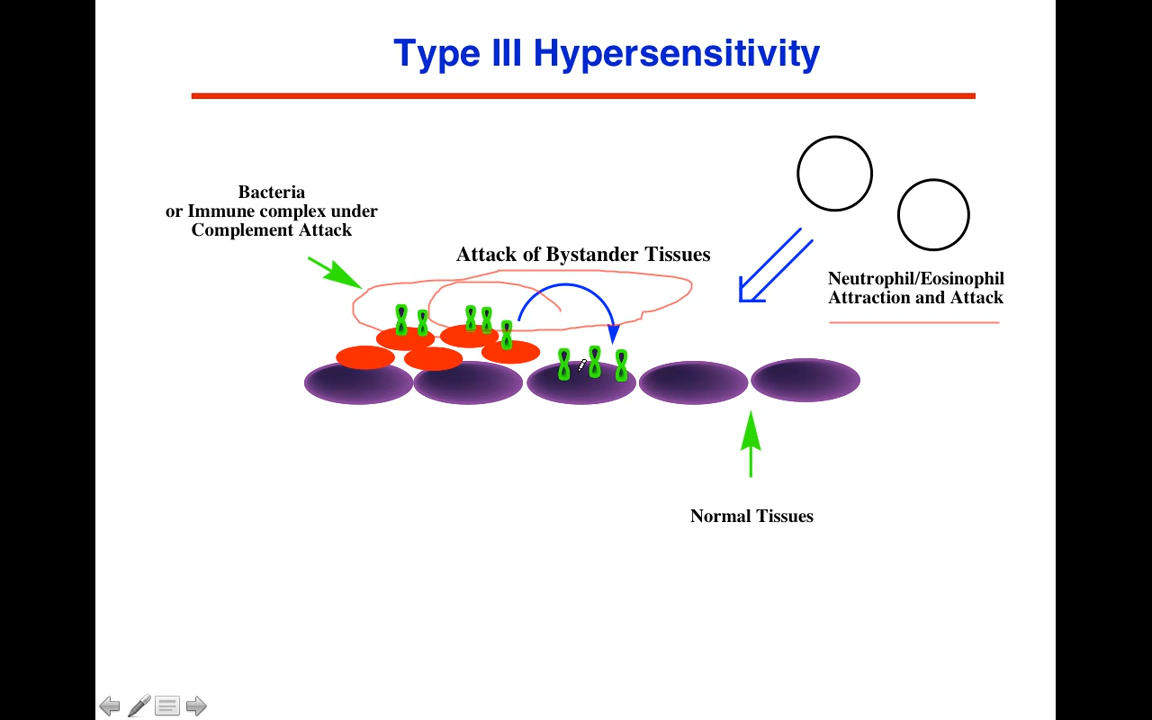 Type III Hypersensitivity
Bacteria
or Immune complex under
Complement Attack
Attack of Bystander Tissues
Neutrophil/Eosinophil
Attraction and Attack
Normal Tissues